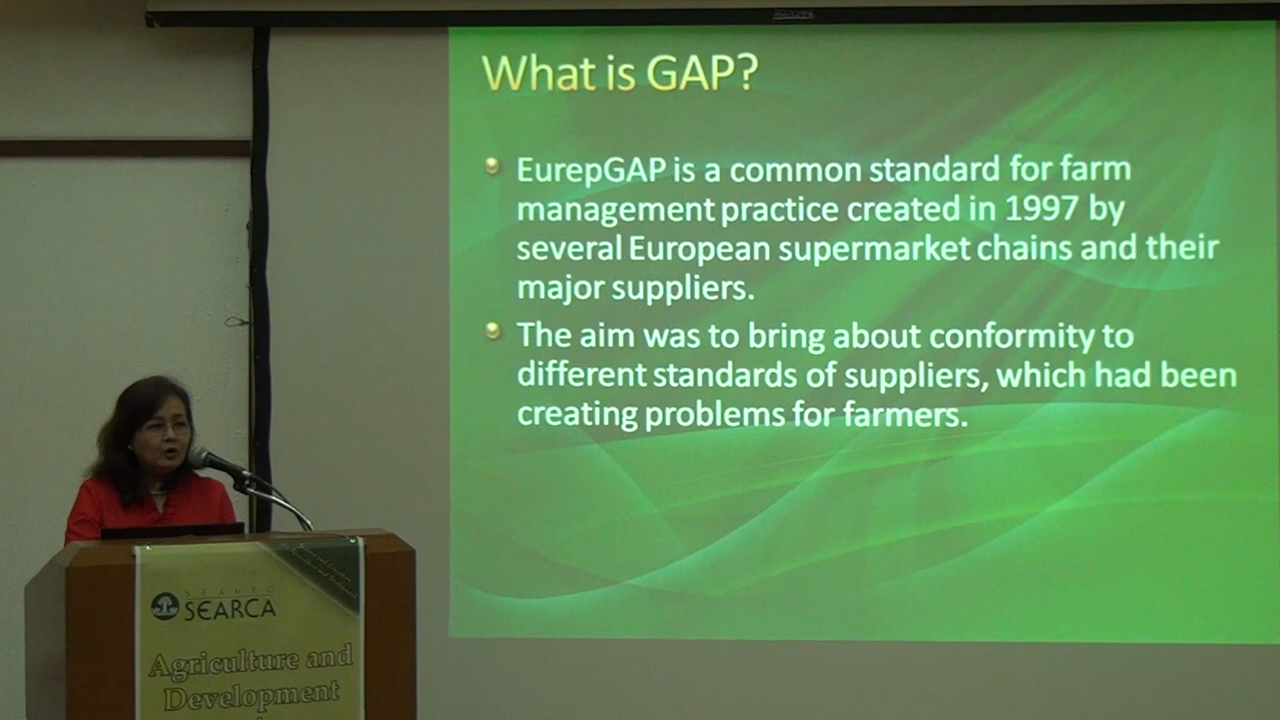 What is GAP?
EurepGAP is a common standard for farm
management practice created in 1997 by
several European supermarket chains and their
major suppliers.
The aim was to bring about conformity to
different standards of suppliers, which had been
creating problems for farmers.
SEAMEO
SEARCA
Agriculture and
Development